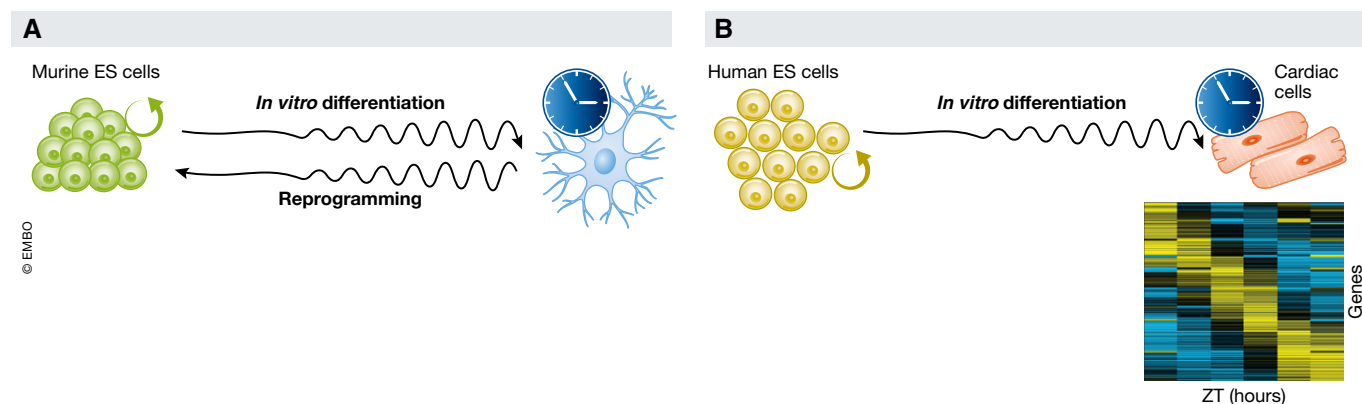 A
Murine ES cells
In vitro differentiation
Reprogramming
© EMBO
B
Human ES cells
In vitro differentiation
Cardiac
cells
Genes
ZT (hours)